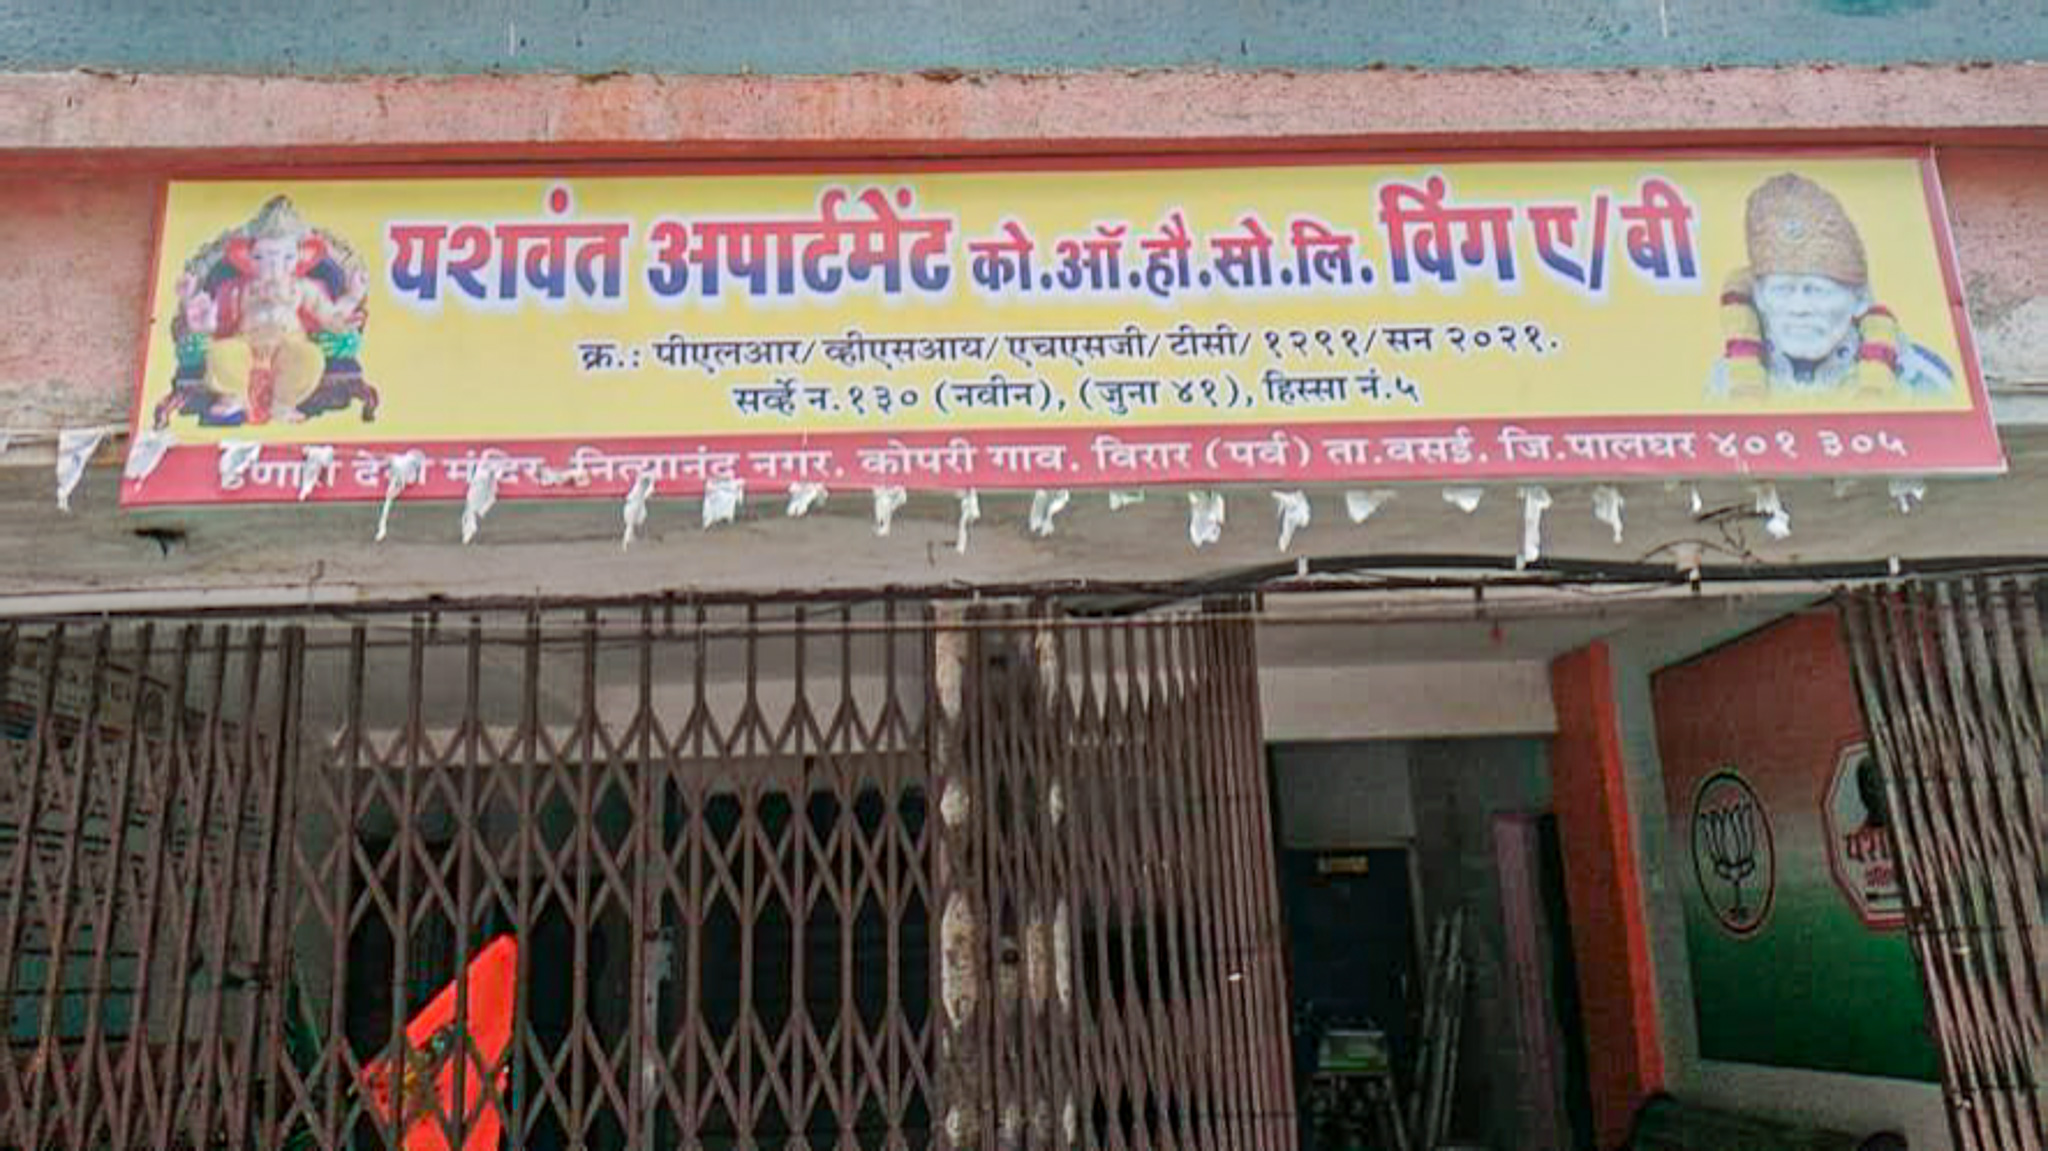 यशवंत अपार्टमेंट को.ऑ.हौ.सो.लि. विंग ए/बी
क्र.: पीएलआर/व्हीएसआय/एचएसजी/टीसी/१२९१/सन २०२१.
सर्व्हे न.१३० (नवीन), (जुना ४१), हिस्सा नं.५
मंदिर, नित्यानंद नगर, कोपरी गाव, विरार (पर्व) ता.वसई, जि.पालघर ४०१ ३०५